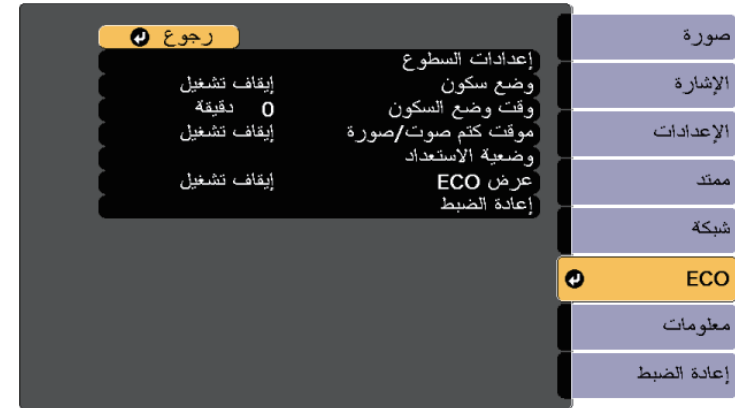 صورة
الإشارة
الإعدادات
ممتد
شبكة
ECO
معلومات
إعادة الضبط
رجوع
إعدادات السطوع
وضع سكون إيقاف تشغيل
وقت وضع السكون 0 دقيقة
موقت كتم صوت/صورة إيقاف تشغيل
وضعية الاستعداد
عرض ECO إيقاف تشغيل
إعادة الضبط